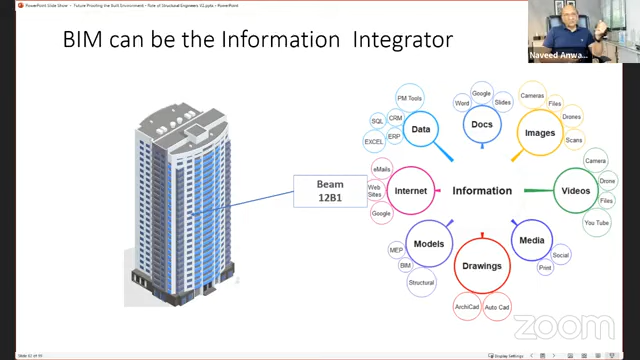 PowerPoint Slide Show - Future Proofing the Built Environment - Role of Structural Engineers V2.pptx - PowerPoint
BIM can be the Information Integrator
Naveed Anwa...
Beam
12B1
Information
Data
PM Tools
CRM
SQL
ERP
EXCEL
Docs
Word
Google
Slides
Images
Cameras
Files
Drones
Scans
Videos
Camera
Drone
Files
You Tube
Media
Social
Print
Drawings
ArchiCad
Auto Cad
Models
MEP
BIM
Structural
Internet
eMails
Web
Sites
Google
zoom
Display Settings